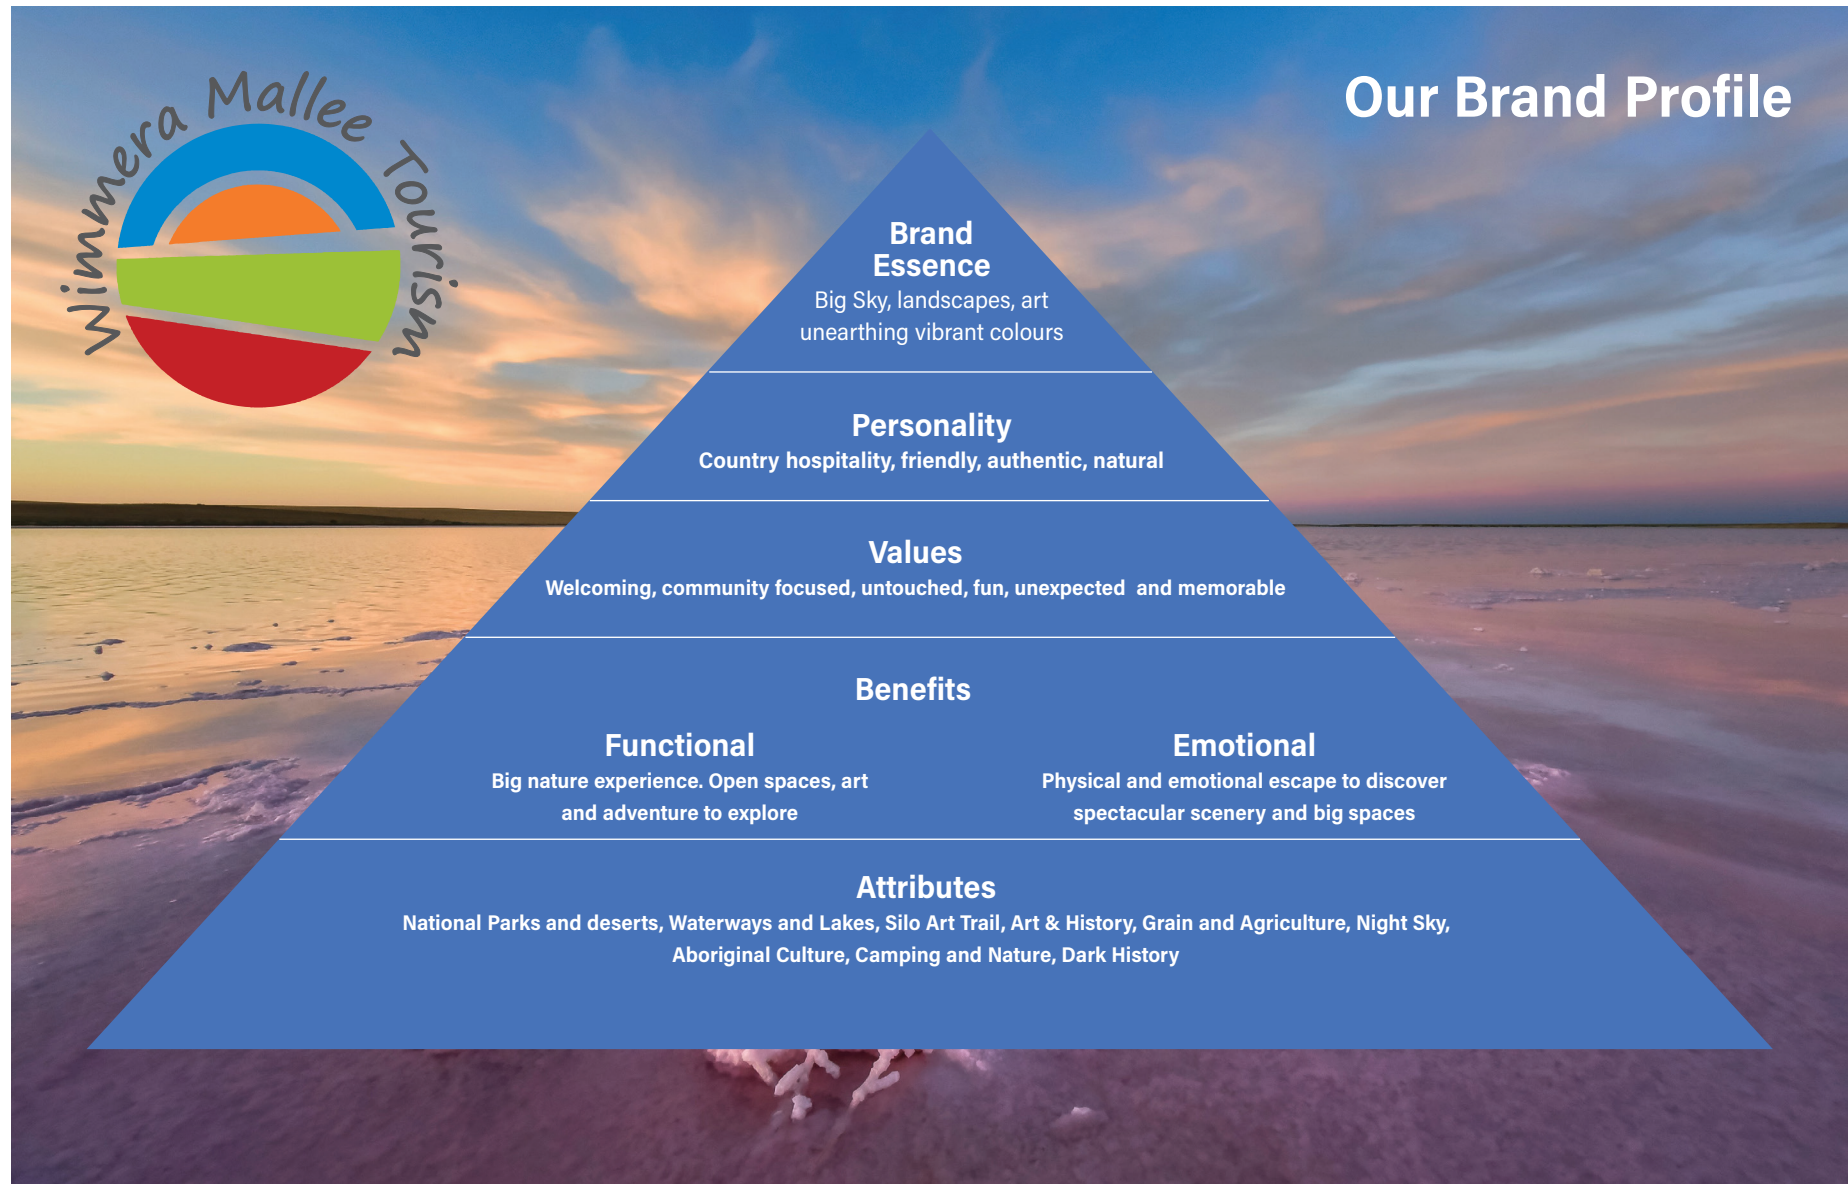 Wimmera Mallee Tourism
Our Brand Profile
Brand
Essence
Big Sky, landscapes, art
unearthing vibrant colours
Personality
Country hospitality, friendly, authentic, natural
Values
Welcoming, community focused, untouched, fun, unexpected  and memorable
Benefits
Functional
Big nature experience. Open spaces, art
and adventure to explore
Emotional
Physical and emotional escape to discover
spectacular scenery and big spaces
Attributes
National Parks and deserts, Waterways and Lakes, Silo Art Trail, Art & History, Grain and Agriculture, Night Sky,
Aboriginal Culture, Camping and Nature, Dark History